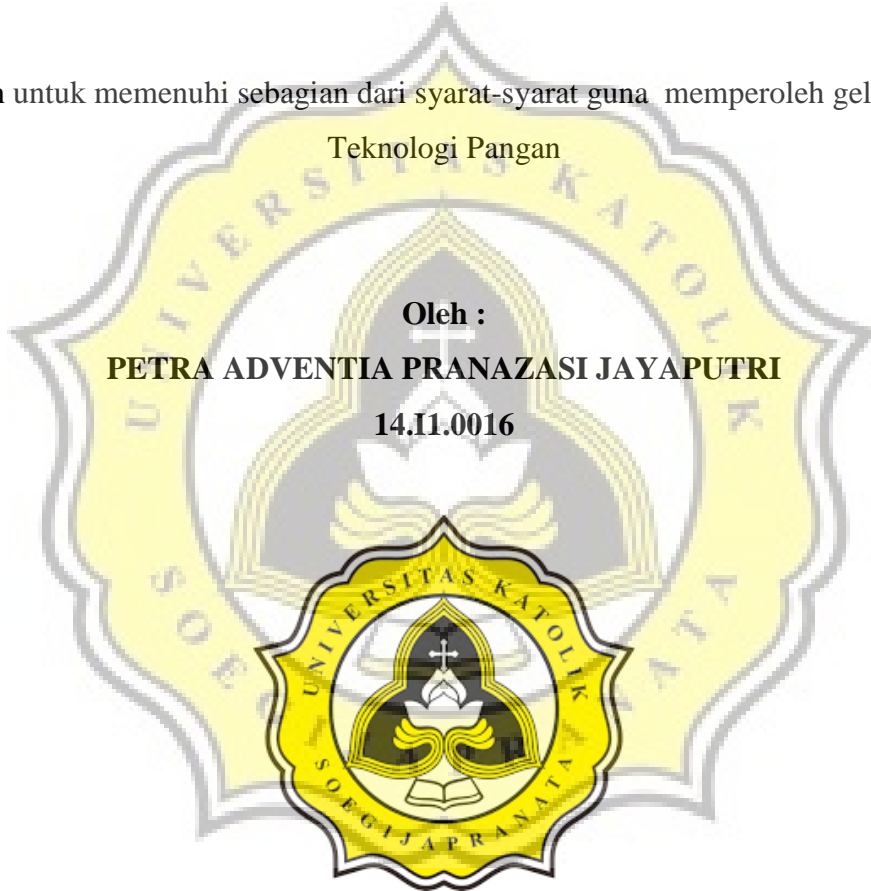 n untuk memenuhi sebagian dari syarat-syarat guna memperoleh gel
Teknologi Pangan
Oleh :
PETRA ADVENTIA PRANAZASI JAYAPUTRI
14.I1.0016
UNIVERSITAS KATOLIK
SOEGIJAPRANATA